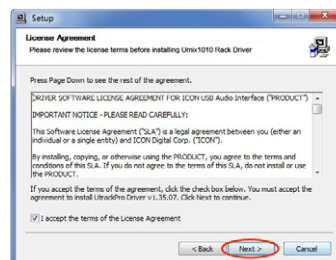 Setup
License Agreement
Please review the license terms before installing Umix1010 Rack Driver
Press Page Down to see the rest of the agreement.
DRIVER SOFTWARE LICENSE AGREEMENT FOR ICON USB Audio Interface ("PRODUCT")
IMPORTANT NOTICE - PLEASE READ CAREFULLY:
This Software License Agreement ("SLA") is a legal agreement between you (either an
individual or a single entity) and ICON Digital Corp. ("ICON").
By installing, copying, or otherwise using the PRODUCT, you agree to the terms and
conditions of this SLA. If you do not agree to the terms of this SLA, do not install or use
the PRODUCT.
If you accept the terms of the agreement, click the check box below. You must accept the
agreement to install UtrackPro Driver v1.35.07. Click Next to continue.
I accept the terms of the License Agreement
< Back Next > Cancel